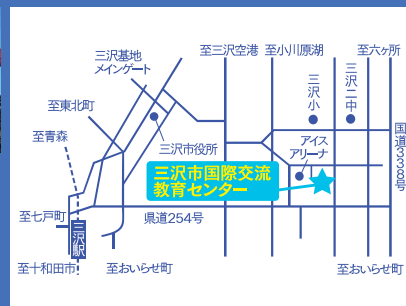 三沢基地
メインゲート
至三沢空港
至小川原湖
至六ヶ所
三沢小
三沢二中
至東北町
至青森
三沢市役所
アイス
アリーナ
国道338号
三沢市国際交流
教育センター
至七戸町
県道254号
三沢駅
至十和田市
至おいらせ町
至おいらせ町